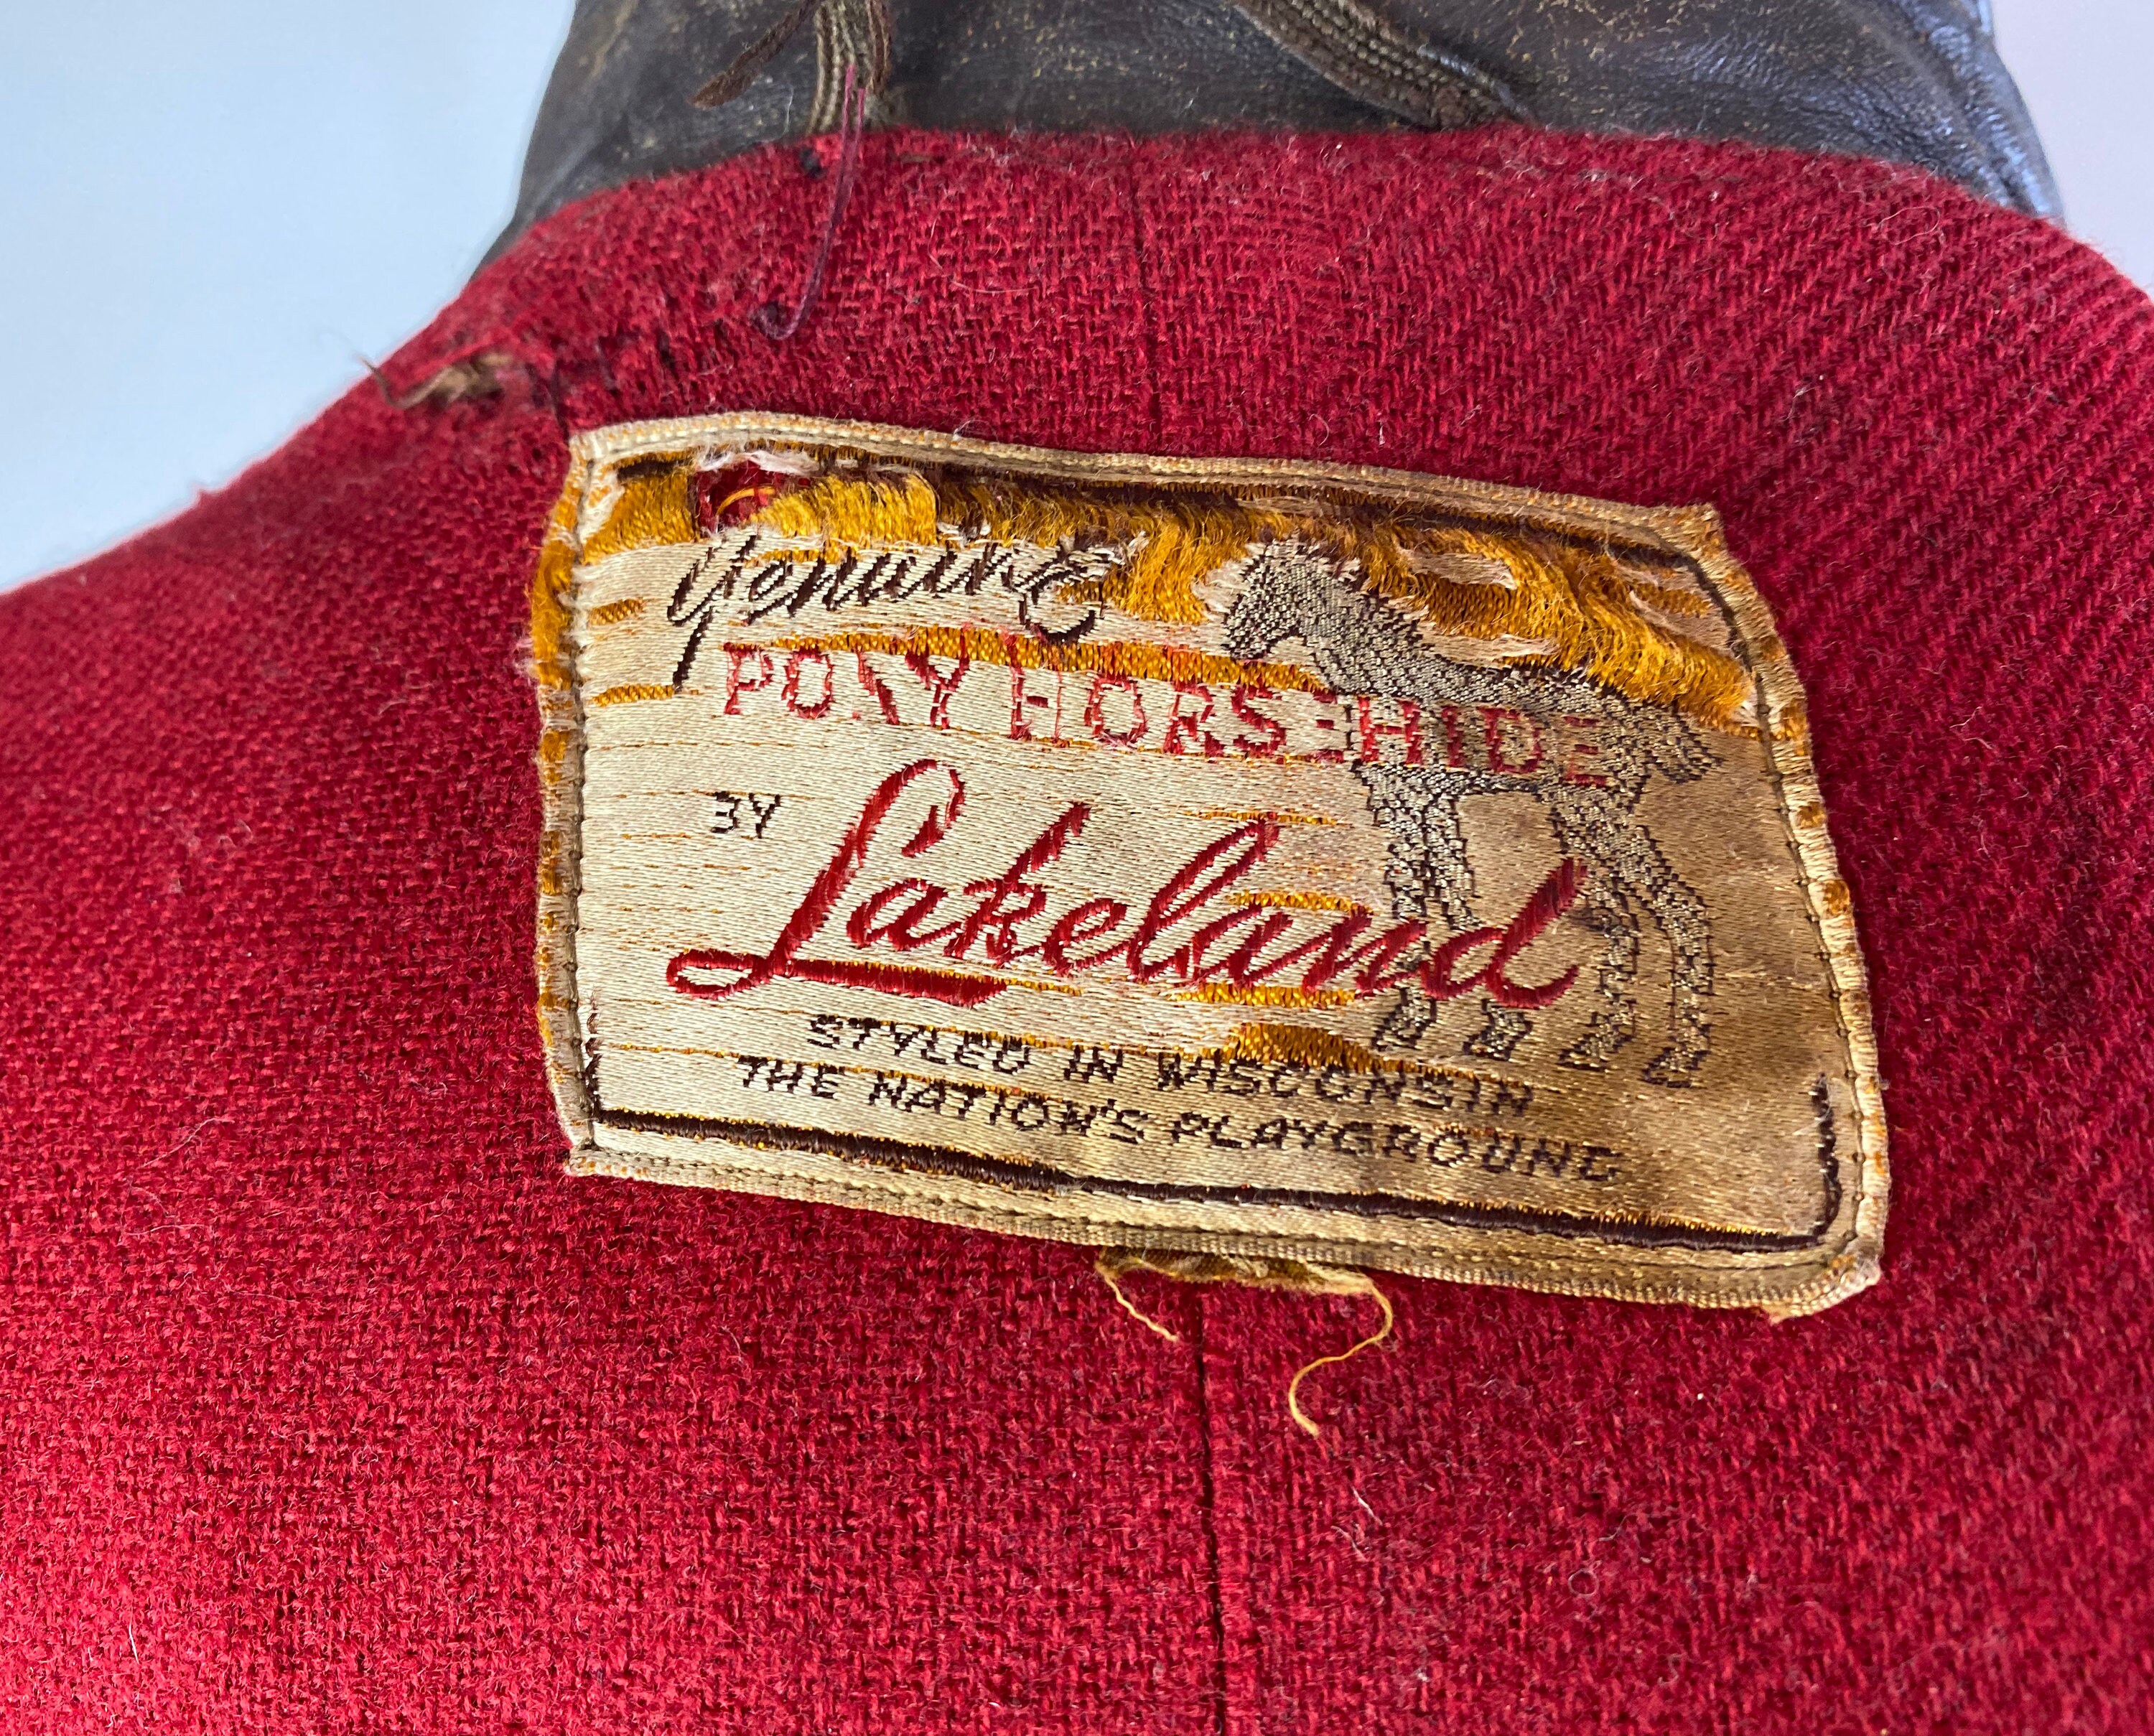 Genuine
PONY HORSEHIDE
BY
Lakeland
STYLED IN WISCONSIN
THE NATION'S PLAYGROUND